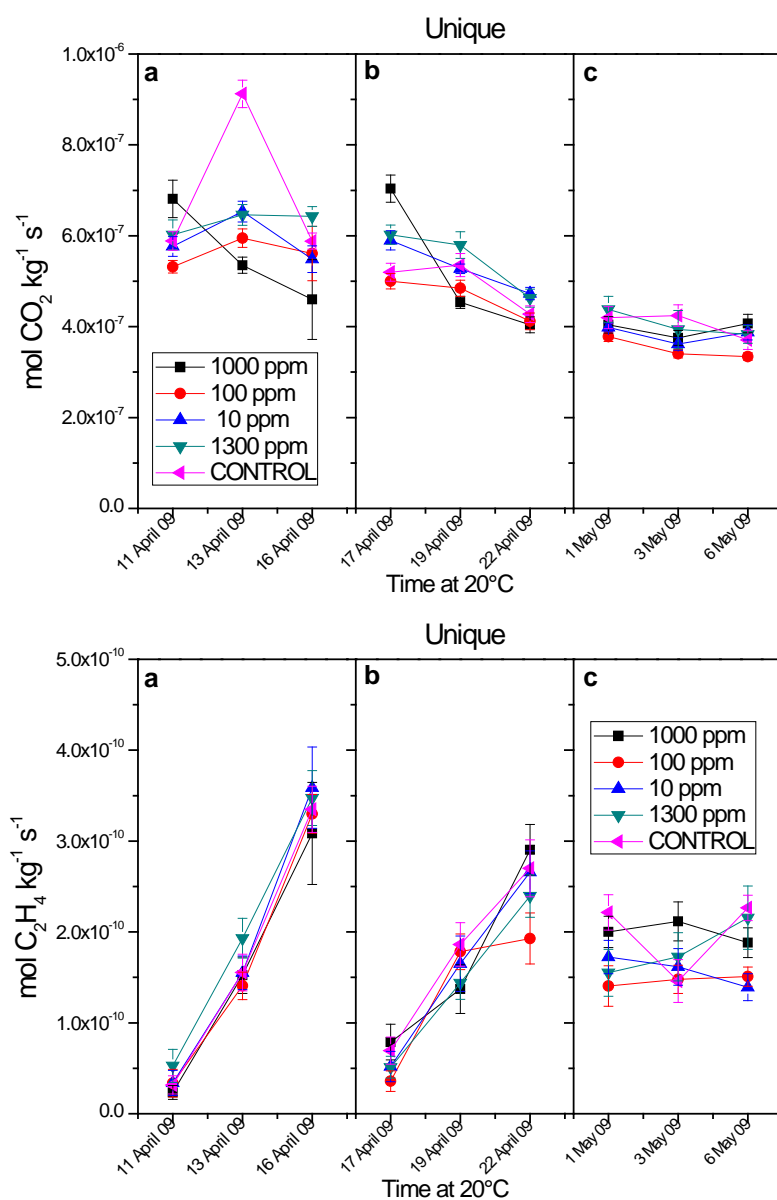 Unique
a b c
1.0x10⁻⁶
8.0x10⁻⁷
6.0x10⁻⁷
4.0x10⁻⁷
2.0x10⁻⁷
0.0
mol CO₂ kg⁻¹ s⁻¹
1000 ppm
100 ppm
10 ppm
1300 ppm
CONTROL
11 April 09
13 April 09
16 April 09
17 April 09
19 April 09
22 April 09
1 May 09
3 May 09
6 May 09
Time at 20°C
Unique
a b c
5.0x10⁻¹⁰
4.0x10⁻¹⁰
3.0x10⁻¹⁰
2.0x10⁻¹⁰
1.0x10⁻¹⁰
0.0
mol C₂H₄ kg⁻¹ s⁻¹
1000 ppm
100 ppm
10 ppm
1300 ppm
CONTROL
11 April 09
13 April 09
16 April 09
17 April 09
19 April 09
22 April 09
1 May 09
3 May 09
6 May 09
Time at 20°C